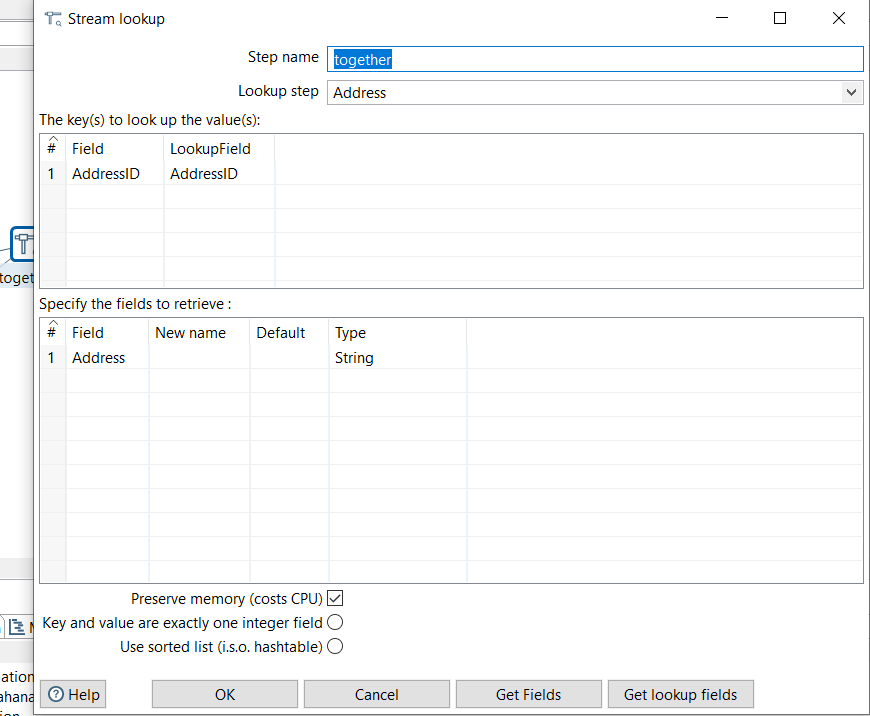 Stream lookup
Step name together
Lookup step Address
The key(s) to look up the value(s):
# Field LookupField
1 AddressID AddressID
toget
Specify the fields to retrieve :
# Field New name Default Type
1 Address String
Preserve memory (costs CPU)
Key and value are exactly one integer field
Use sorted list (i.s.o. hashtable)
ation
ahana
Help OK Cancel Get Fields Get lookup fields